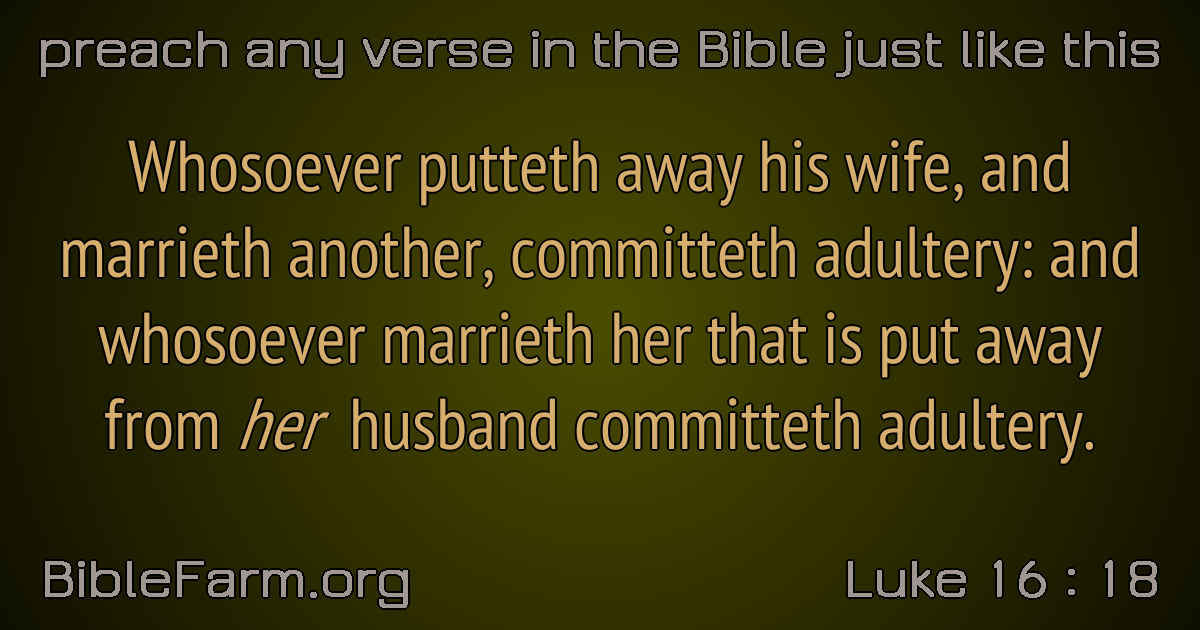 preach any verse in the Bible just like this
Whosoever putteth away his wife, and
marrieth another, committeth adultery: and
whosoever marrieth her that is put away
from her husband committeth adultery.
BibleFarm.org
Luke 16 : 18